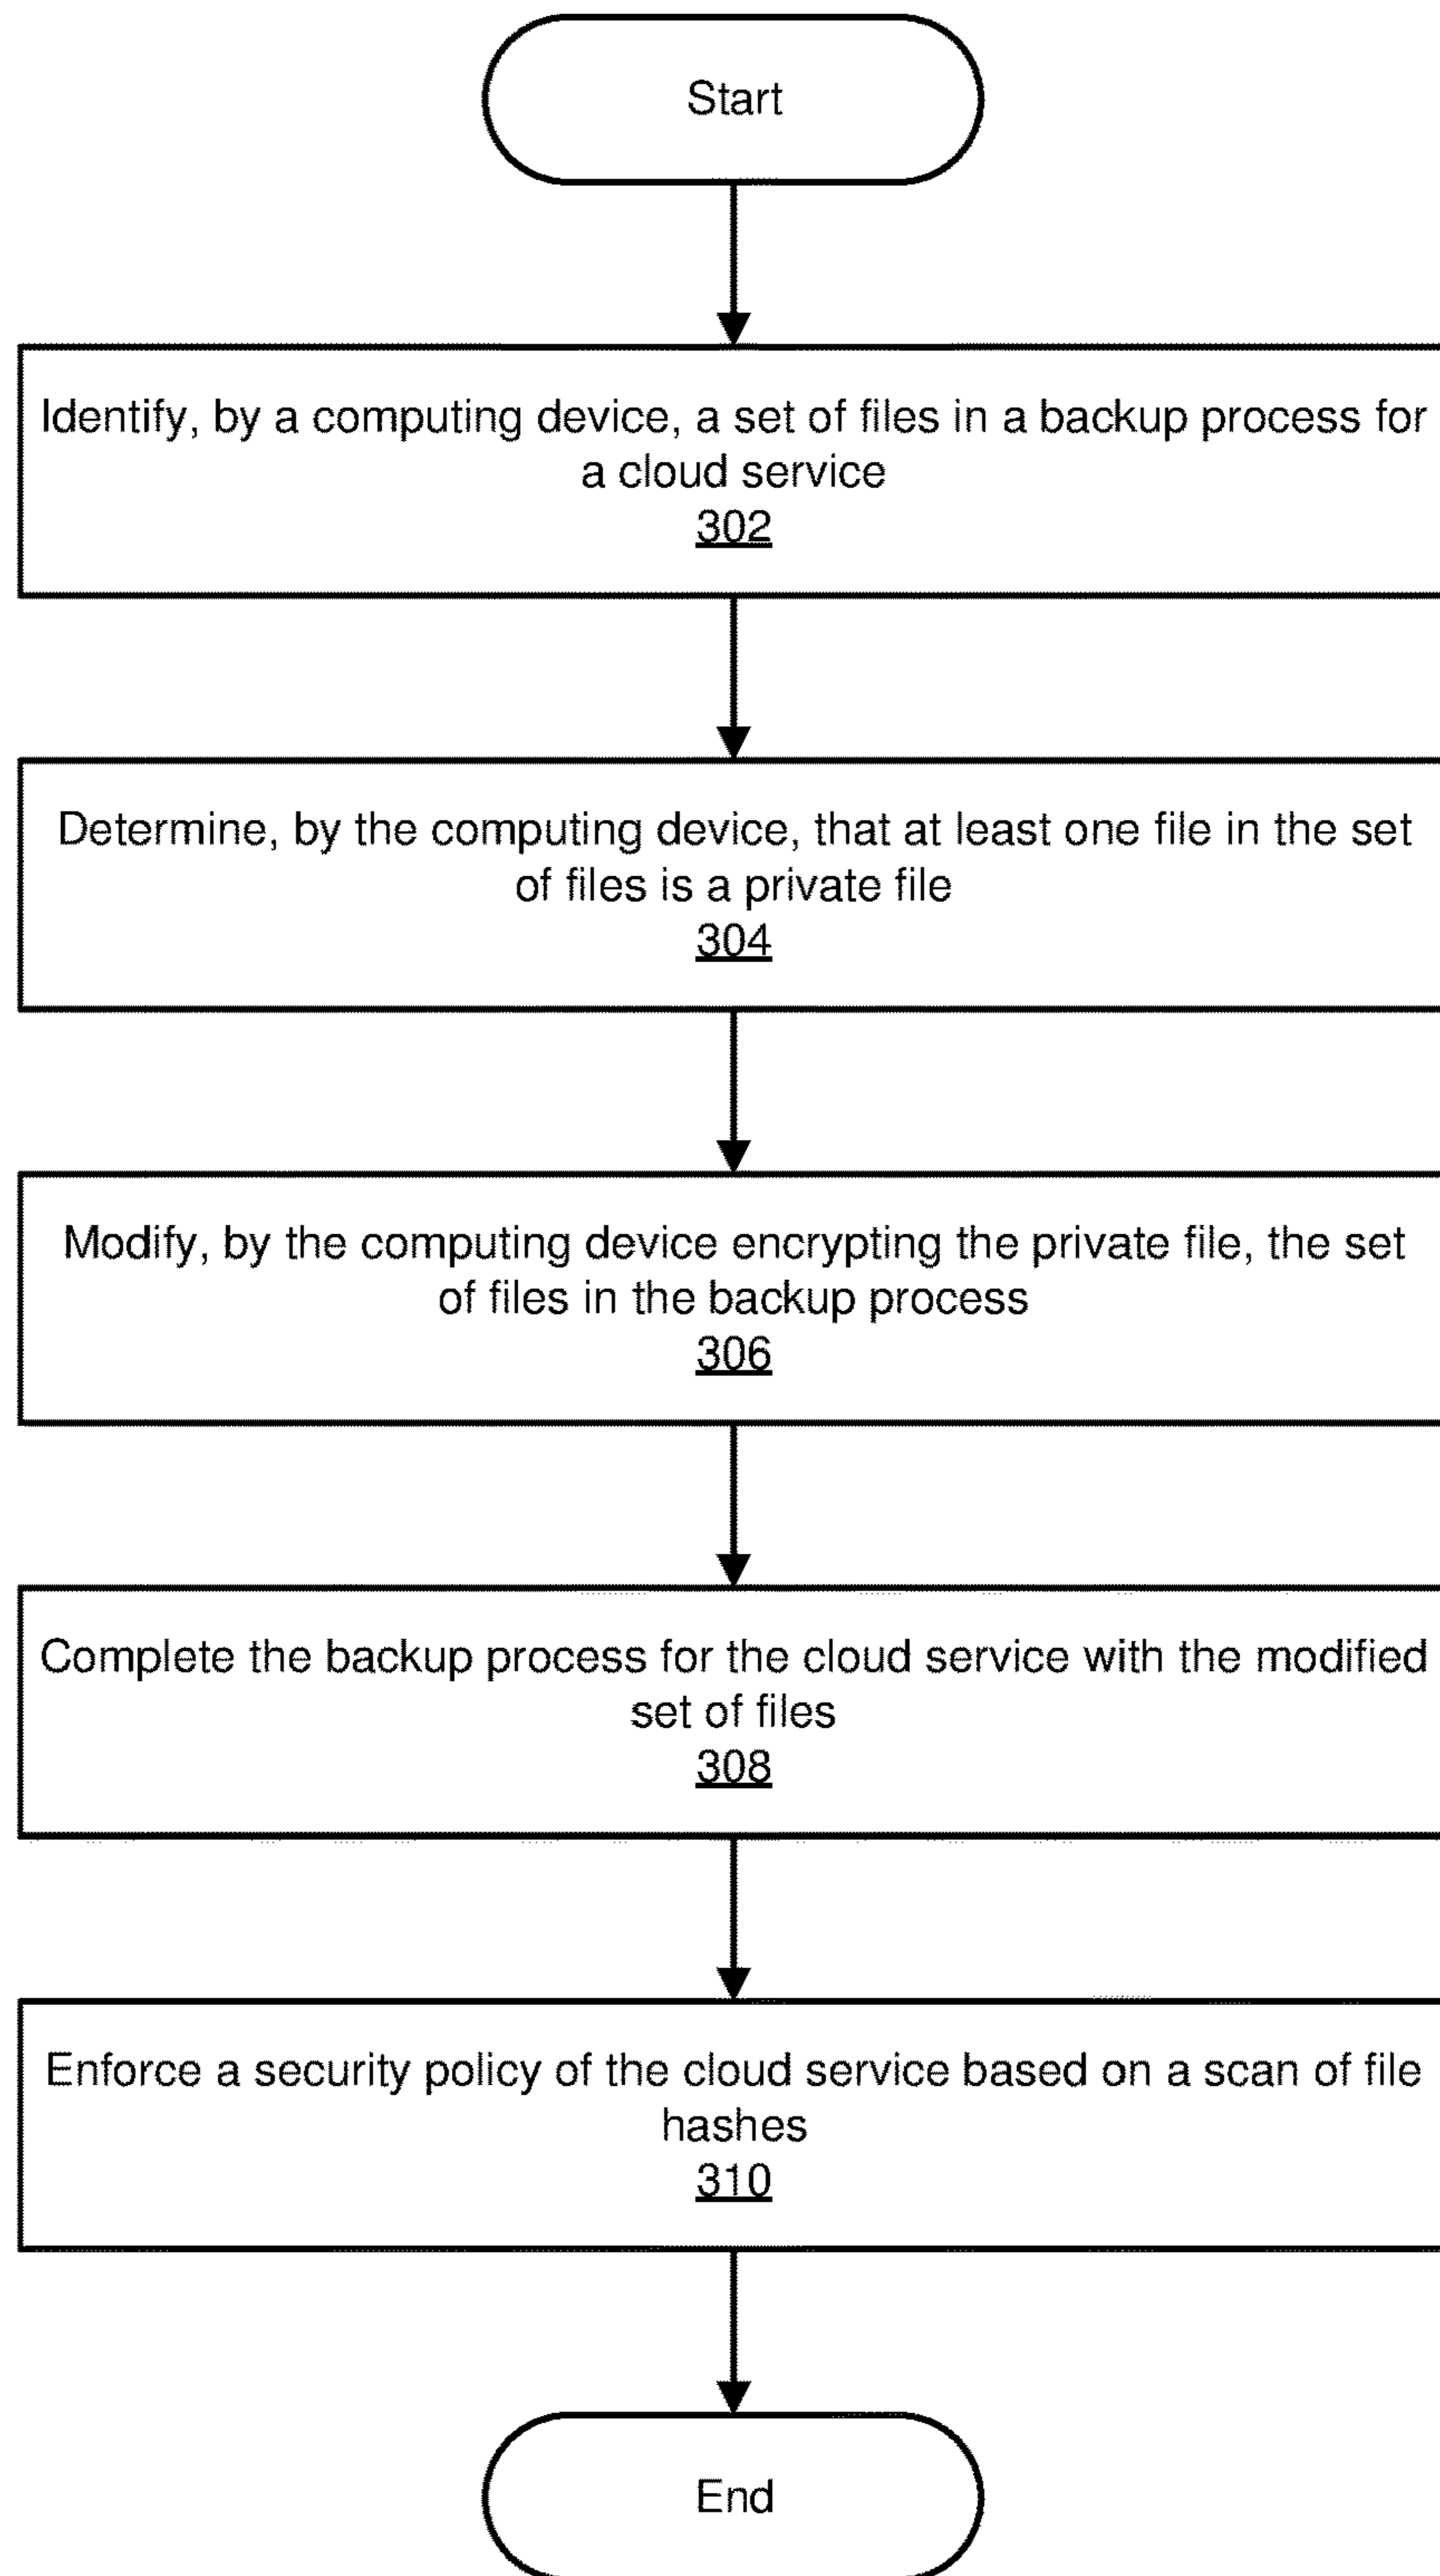 Start
Identify, by a computing device, a set of files in a backup process for
a cloud service
302
Determine, by the computing device, that at least one file in the set
of files is a private file
304
Modify, by the computing device encrypting the private file, the set
of files in the backup process
306
Complete the backup process for the cloud service with the modified
set of files
308
Enforce a security policy of the cloud service based on a scan of file
hashes
310
End